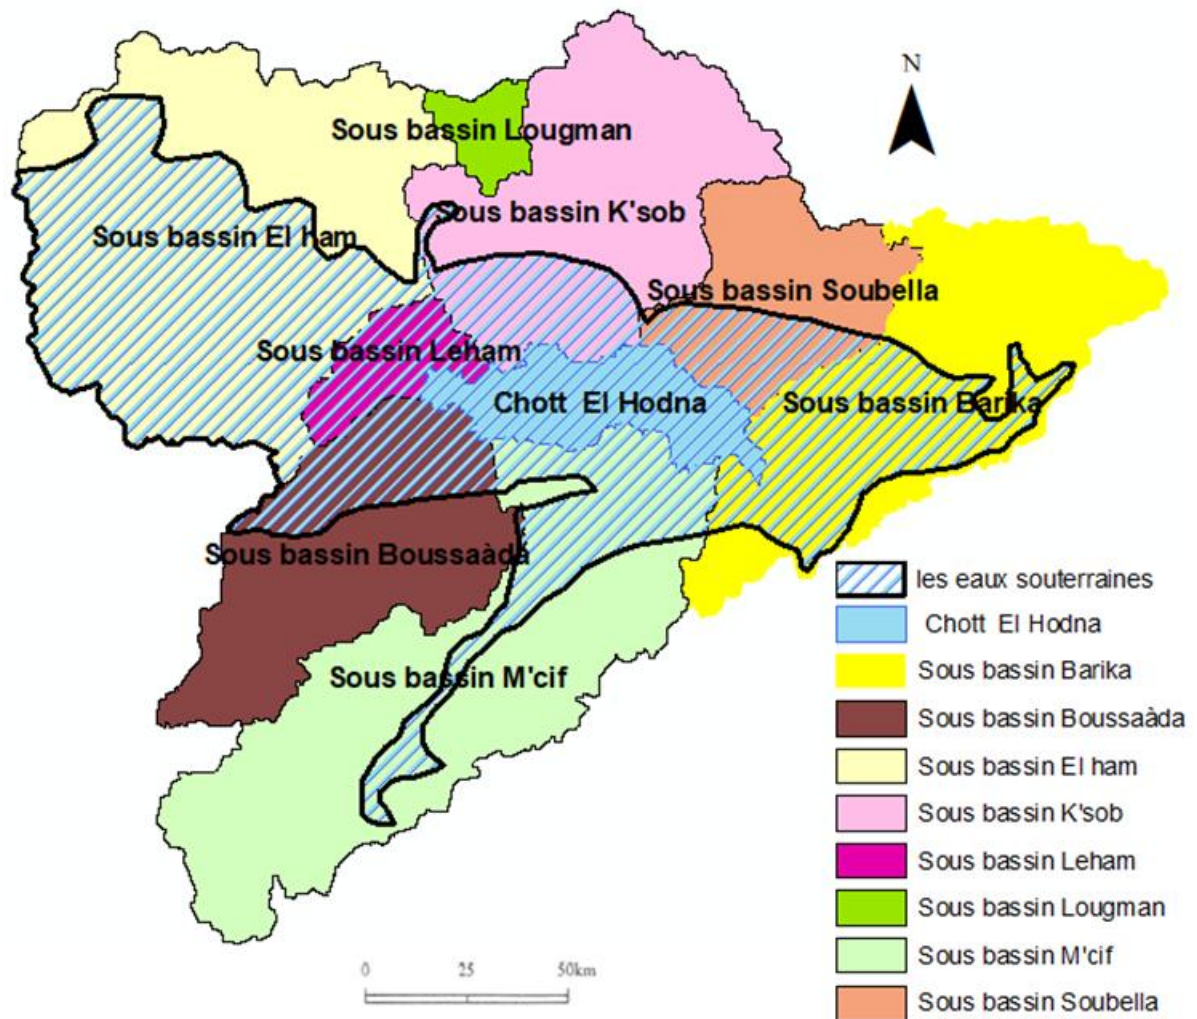 N
Sous bassin Lougman
Sous bassin K'sob
Sous bassin El ham
Sous bassin Soubella
Sous bassin Leham
Chott El Hodna
Sous bassin Barika
Sous bassin Boussaàda
Sous bassin M'cif
les eaux souterraines
Chott El Hodna
Sous bassin Barika
Sous bassin Boussaàda
Sous bassin El ham
Sous bassin K'sob
Sous bassin Leham
Sous bassin Lougman
Sous bassin M'cif
Sous bassin Soubella
0 25 50km